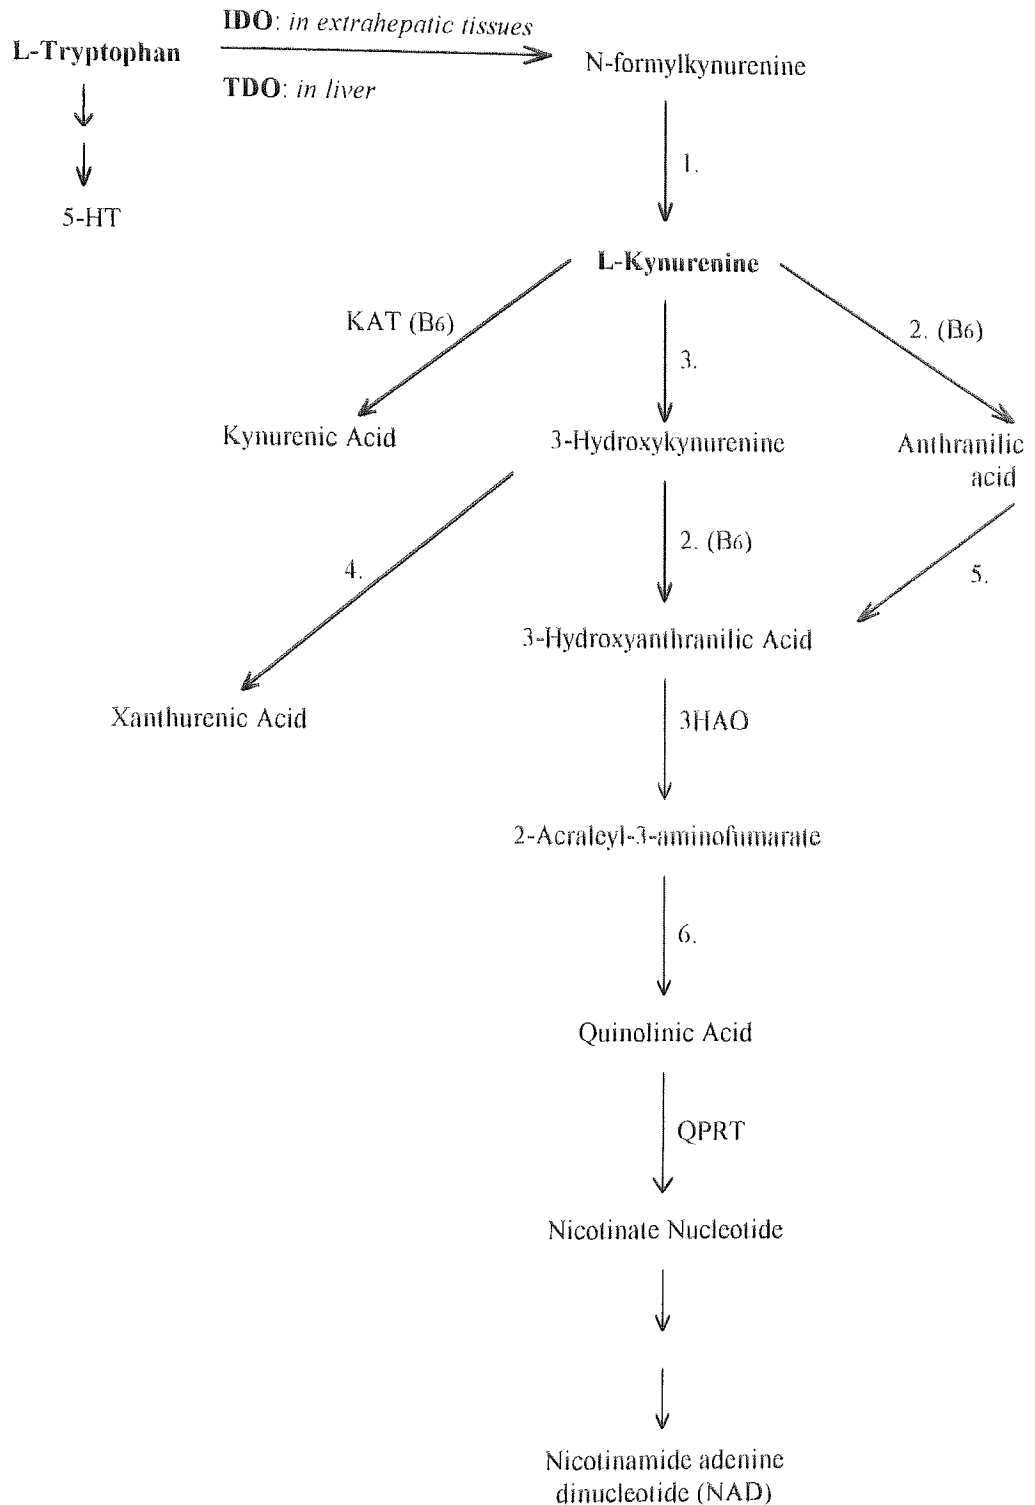 IDO: in extrahepatic tissues
L-Tryptophan
N-formylkynurenine
TDO: in liver
1.
5-HT
L-Kynurenine
KAT (B6)
2. (B6)
3.
Kynurenic Acid
3-Hydroxykynurenine
Anthranilic
acid
2. (B6)
4.
5.
3-Hydroxyanthranilic Acid
Xanthurenic Acid
3HAO
2-Acraleyl-3-aminofumarate
6.
Quinolinic Acid
QPRT
Nicotinate Nucleotide
Nicotinamide adenine
dinucleotide (NAD)